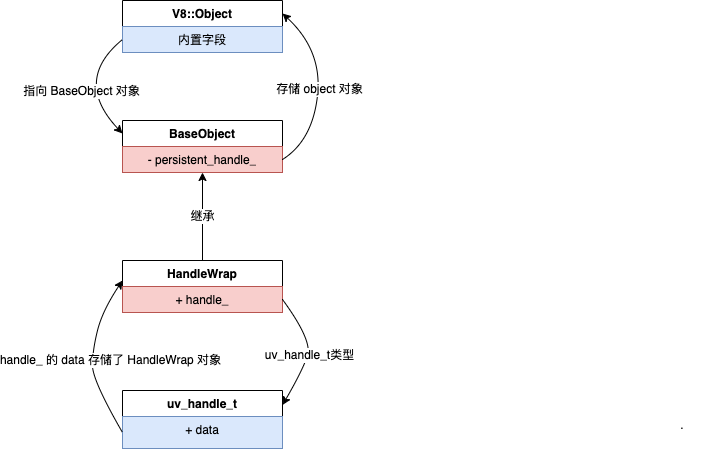 V8::Object
内置字段
指向 BaseObject 对象
存储 object 对象
BaseObject
- persistent_handle_
继承
HandleWrap
+ handle_
handle_ 的 data 存储了 HandleWrap 对象
uv_handle_t类型
uv_handle_t
+ data
.